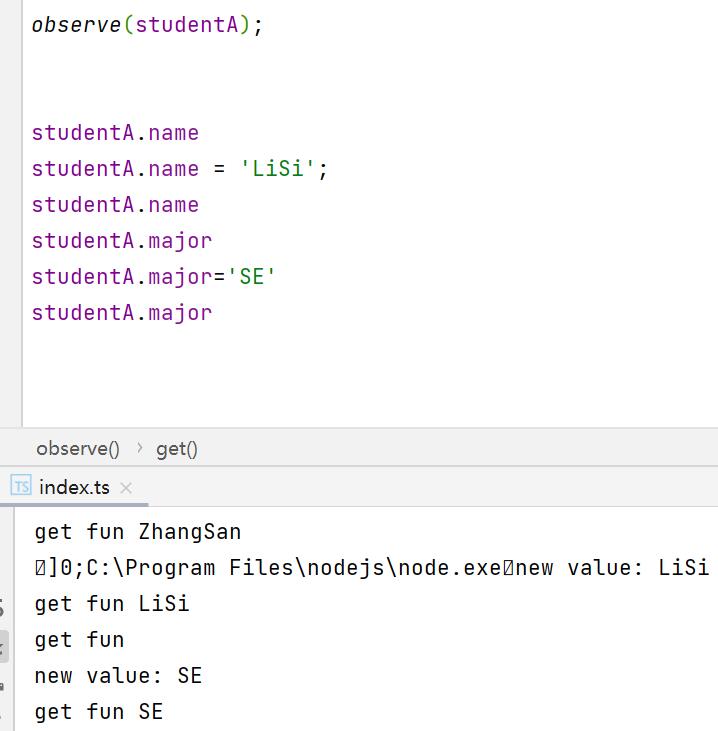 observe(studentA);
studentA.name
studentA.name = 'LiSi';
studentA.name
studentA.major
studentA.major='SE'
studentA.major
observe() › get()
TS index.ts ×
get fun ZhangSan
]0;C:\Program Files\nodejs\node.exenew value: LiSi
get fun LiSi
get fun
new value: SE
get fun SE